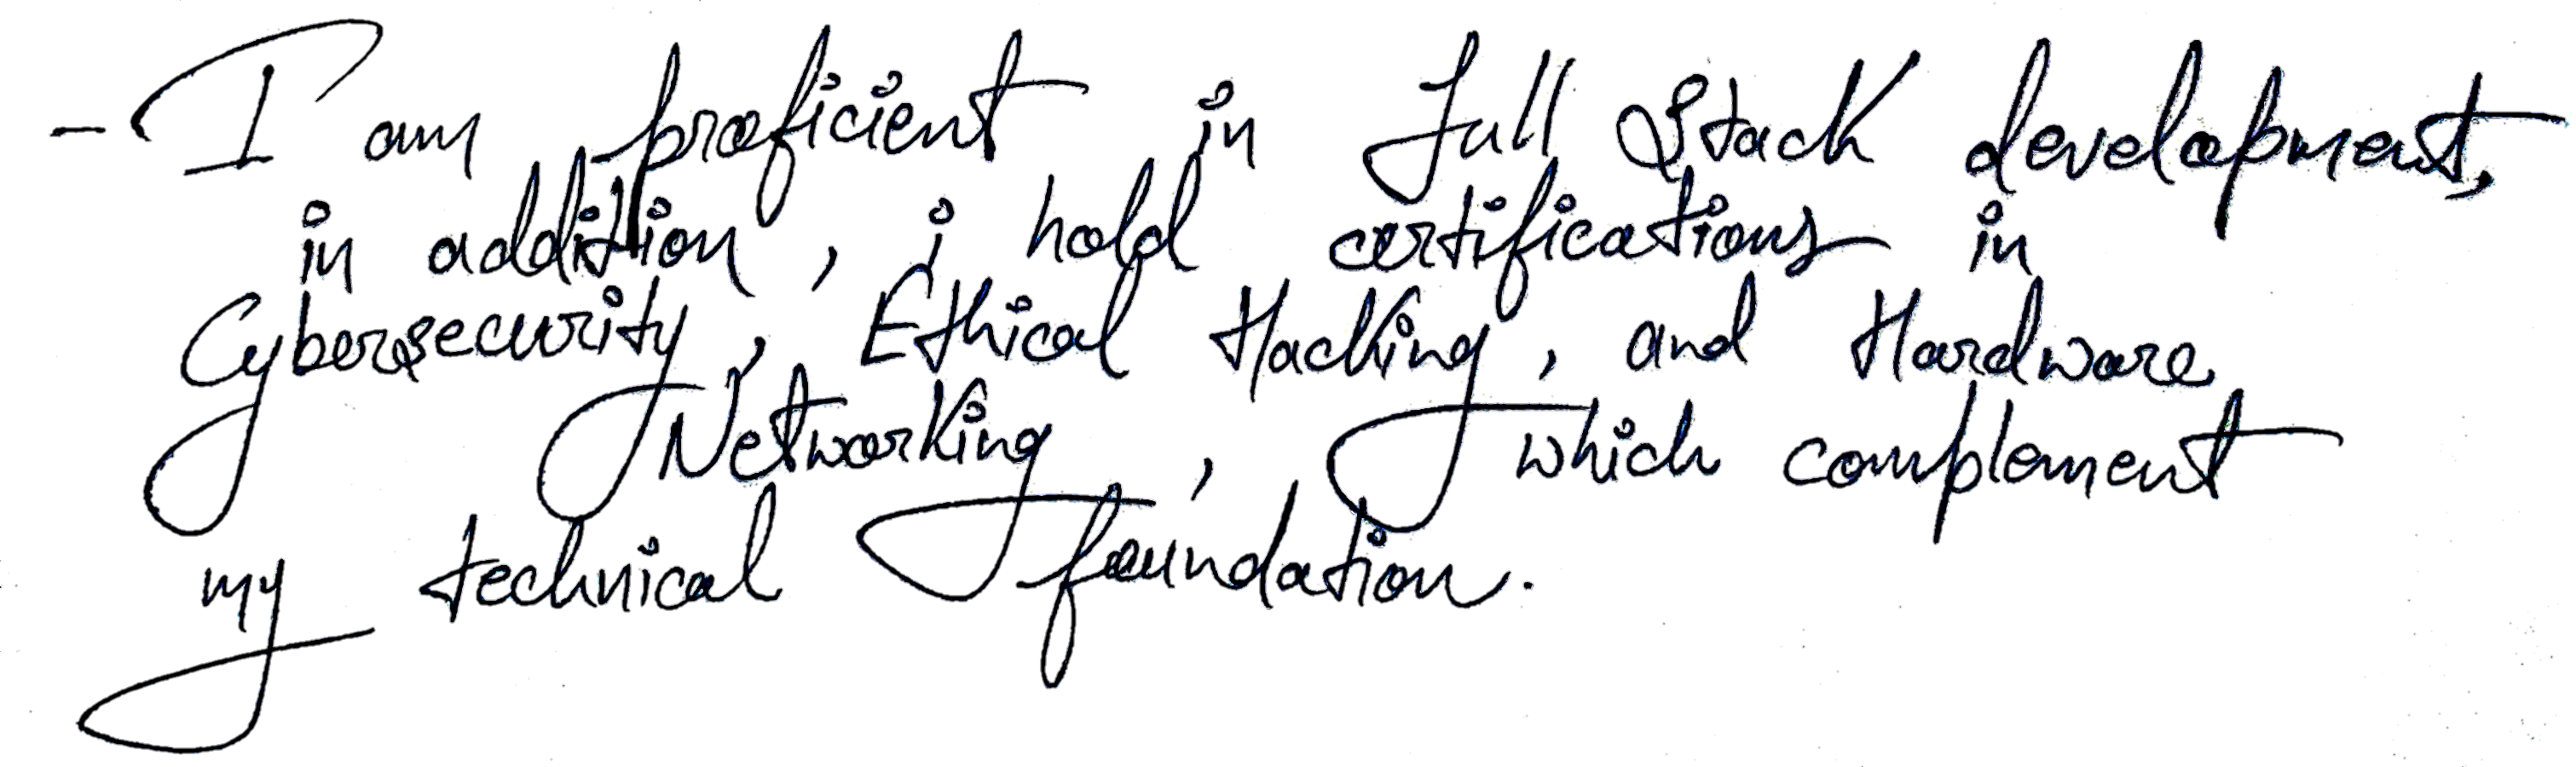 - I am proficient in full Stack development,
in addition, i hold certifications in
Cybersecurity, Ethical Hacking, and Hardware
Networking, which complement
my technical foundation.